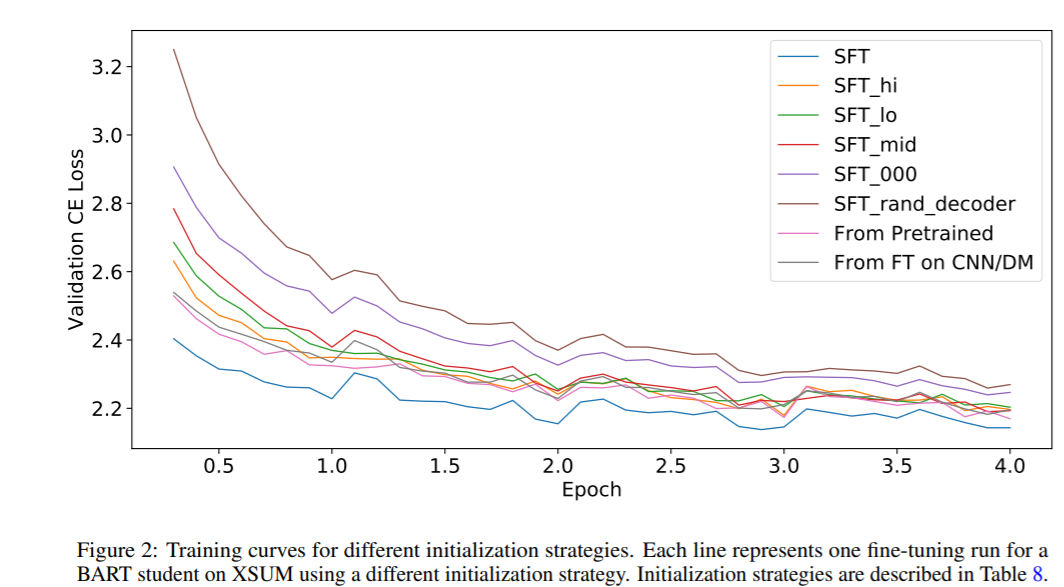 3.2
3.0
2.8
2.6
2.4
2.2
Validation CE Loss
SFT
SFT_hi
SFT_lo
SFT_mid
SFT_000
SFT_rand_decoder
From Pretrained
From FT on CNN/DM
0.5 1.0 1.5 2.0 2.5 3.0 3.5 4.0
Epoch
Figure 2: Training curves for different initialization strategies. Each line represents one fine-tuning run for a
BART student on XSUM using a different initialization strategy. Initialization strategies are described in Table 8.